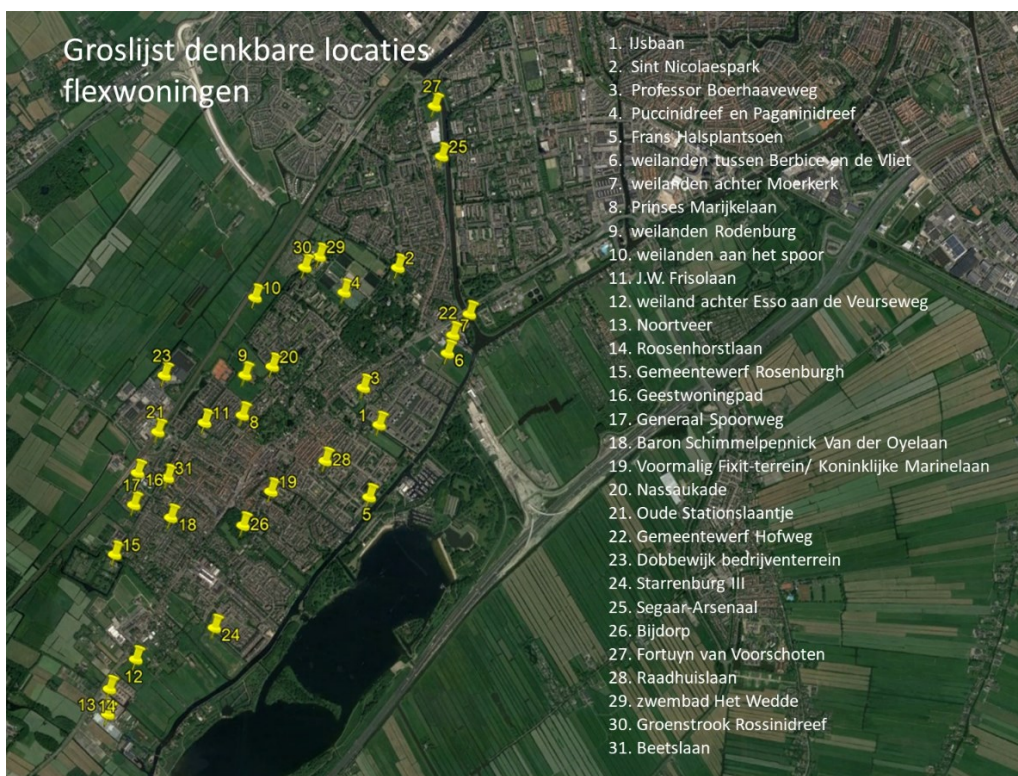 Groslijst denkbare locaties
flexwoningen
1. IJsbaan
2. Sint Nicolaespark
3. Professor Boerhaaveweg
4. Puccinidreef en Paganinidreef
5. Frans Halsplantsoen
6. weilanden tussen Berbice en de Vliet
7. weilanden achter Moerkerk
8. Prinses Marijkelaan
9. weilanden Rodenburg
10. weilanden aan het spoor
11. J.W. Frisolaan
12. weiland achter Esso aan de Veurseweg
13. Noortveer
14. Roosenhorstlaan
15. Gemeentewerf Rosenburgh
16. Geestwoningpad
17. Generaal Spoorweg
18. Baron Schimmelpennick Van der Oyelaan
19. Voormalig Fixit-terrein/ Koninklijke Marinelaan
20. Nassaukade
21. Oude Stationslaantje
22. Gemeentewerf Hofweg
23. Dobbewijk bedrijventerrein
24. Starrenburg III
25. Segaar-Arsenaal
26. Bijdorp
27. Fortuyn van Voorschoten
28. Raadhuislaan
29. zwembad Het Wedde
30. Groenstrook Rossinidreef
31. Beetslaan
27
25
30 29
2
4
10
22
7
6
23
9 20
3
11 8
1
21
28
31
16
17
19
5
18
26
15
24
12
13 14